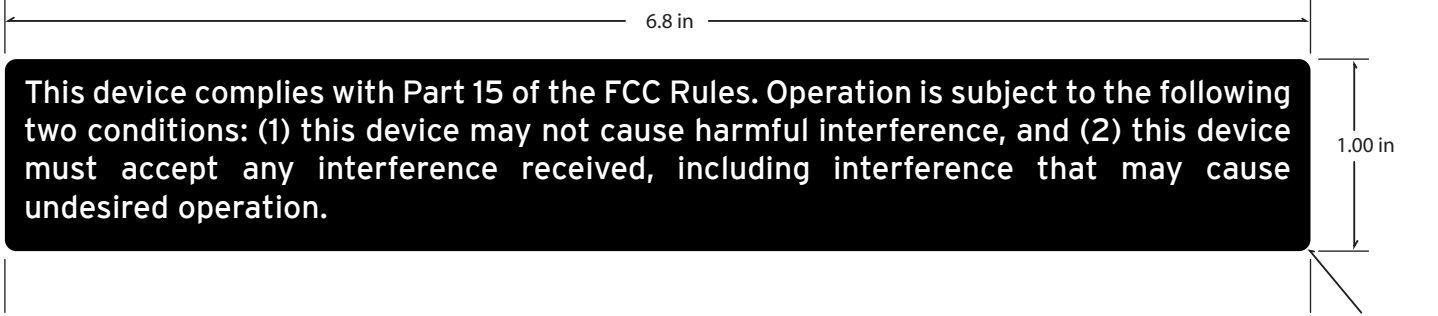 6.8 in
This device complies with Part 15 of the FCC Rules. Operation is subject to the following
two conditions: (1) this device may not cause harmful interference, and (2) this device
must accept any interference received, including interference that may cause
undesired operation.
1.00 in